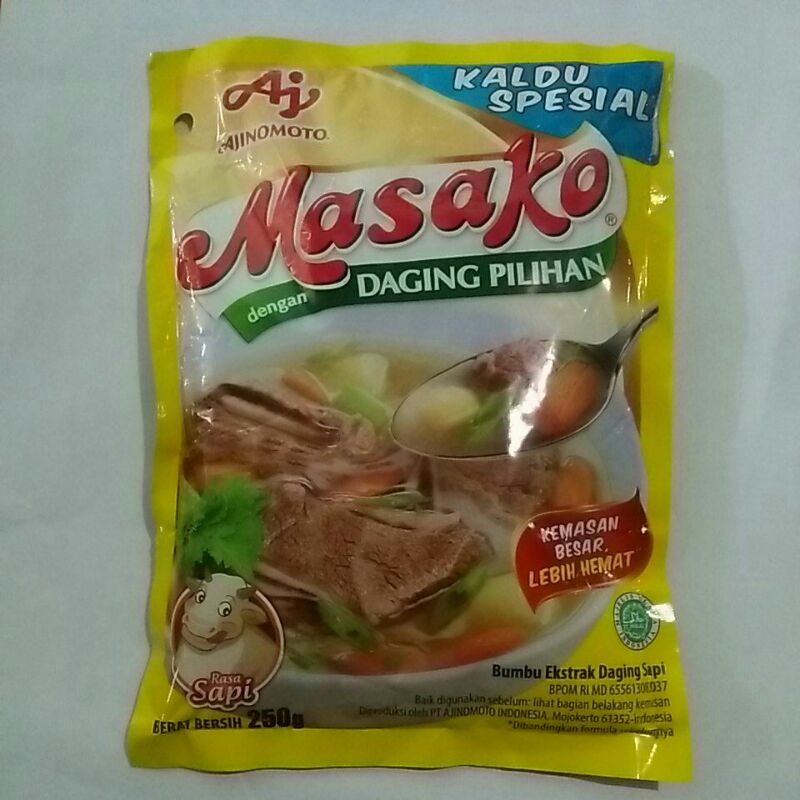 Aj
AJINOMOTO
KALDU
SPESIAL
Masako®
dengan DAGING PILIHAN
KEMASAN
BESAR,
LEBIH HEMAT*
Rasa
Sapi
Bumbu Ekstrak Daging Sapi
BPOM RI MD
Baik digunakan sebelum: lihat bagian belakang kemasan
Diproduksi oleh PT AJINOMOTO INDONESIA, Mojokerto 61352-Indonesia
*Dibandingkan formula sebelumnya
BERAT BERSIH 250g